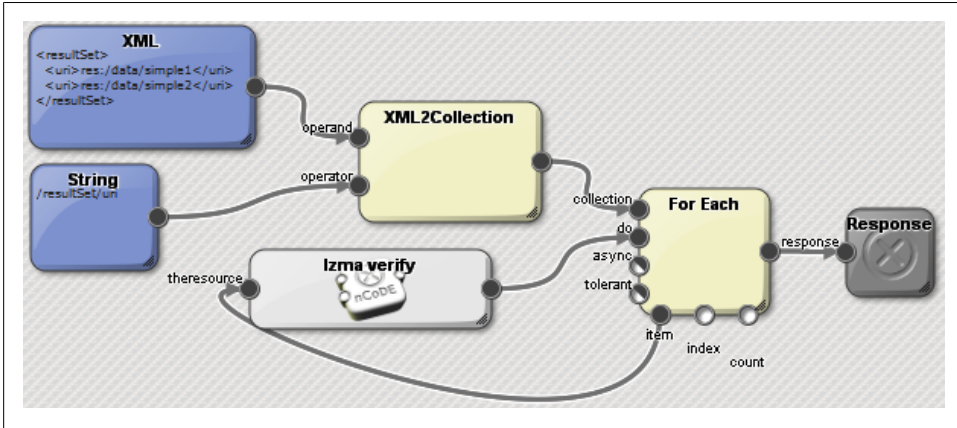 XML
<resultSet>
<uri>res:/data/simple1</uri>
<uri>res:/data/simple2</uri>
</resultSet>
XML2Collection
operand
operator
String
/resultSet/uri
collection
For Each
do
async
tolerant
item
index
count
response
Response
lzma verify
theresource
nCoDE